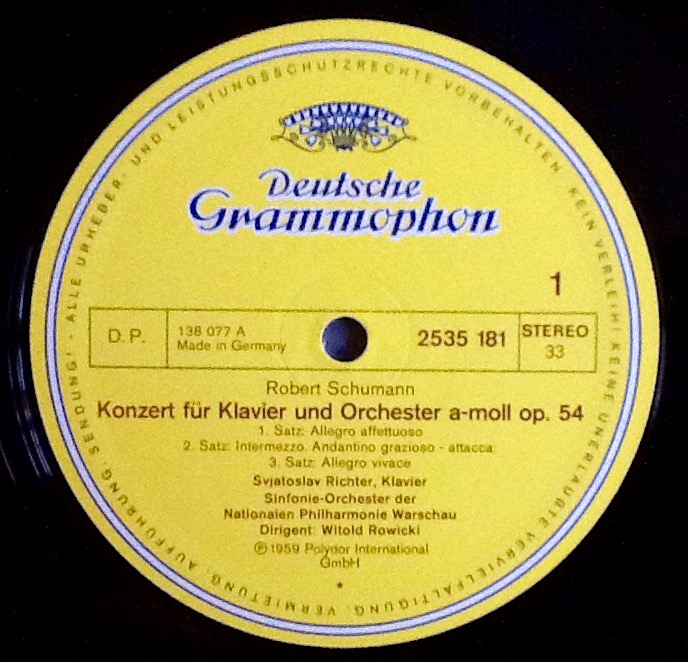 ALLE URHEBER- UND LEISTUNGSSCHUTZRECHTE VORBEHALTEN KEIN VERLEIH! KEINE UNERLAUBTE VERVIELFÄLTIGUNG, VERMIETUNG, AUFFÜHRUNG, SENDUNG! -
Deutsche
Grammophon
1
D. P.
138 077 A
Made in Germany
2535 181
STEREO
33
Robert Schumann
Konzert für Klavier und Orchester a-moll op. 54
1. Satz: Allegro affettuoso
2. Satz: Intermezzo. Andantino grazioso - attacca:
3. Satz: Allegro vivace
Svjatoslav Richter, Klavier
Sinfonie-Orchester der
Nationalen Philharmonie Warschau
Dirigent: Witold Rowicki
℗ 1959 Polydor International
GmbH
*